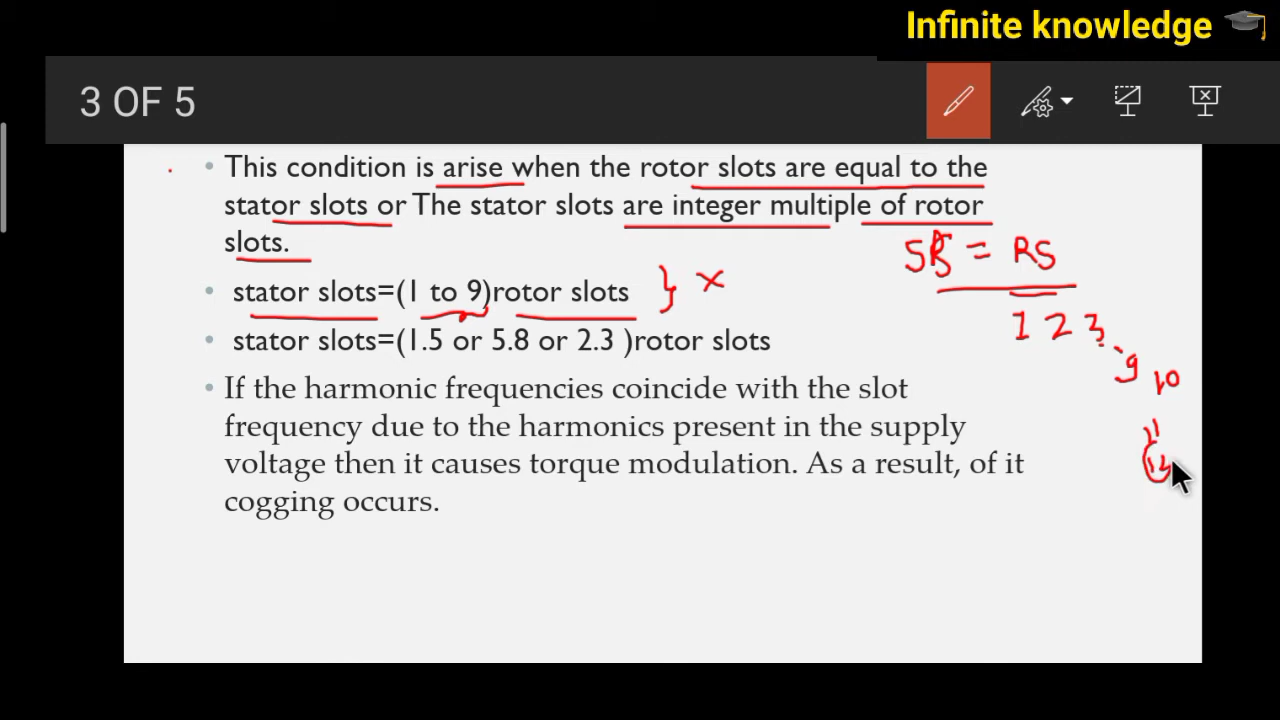 Infinite knowledge
3 OF 5
This condition is arise when the rotor slots are equal to the
stator slots or The stator slots are integer multiple of rotor
slots.
SS = RS
stator slots=(1 to 9)rotor slots } ×
1 2 3
9 10
11
12
stator slots=(1.5 or 5.8 or 2.3 )rotor slots
If the harmonic frequencies coincide with the slot
frequency due to the harmonics present in the supply
voltage then it causes torque modulation. As a result, of it
cogging occurs.